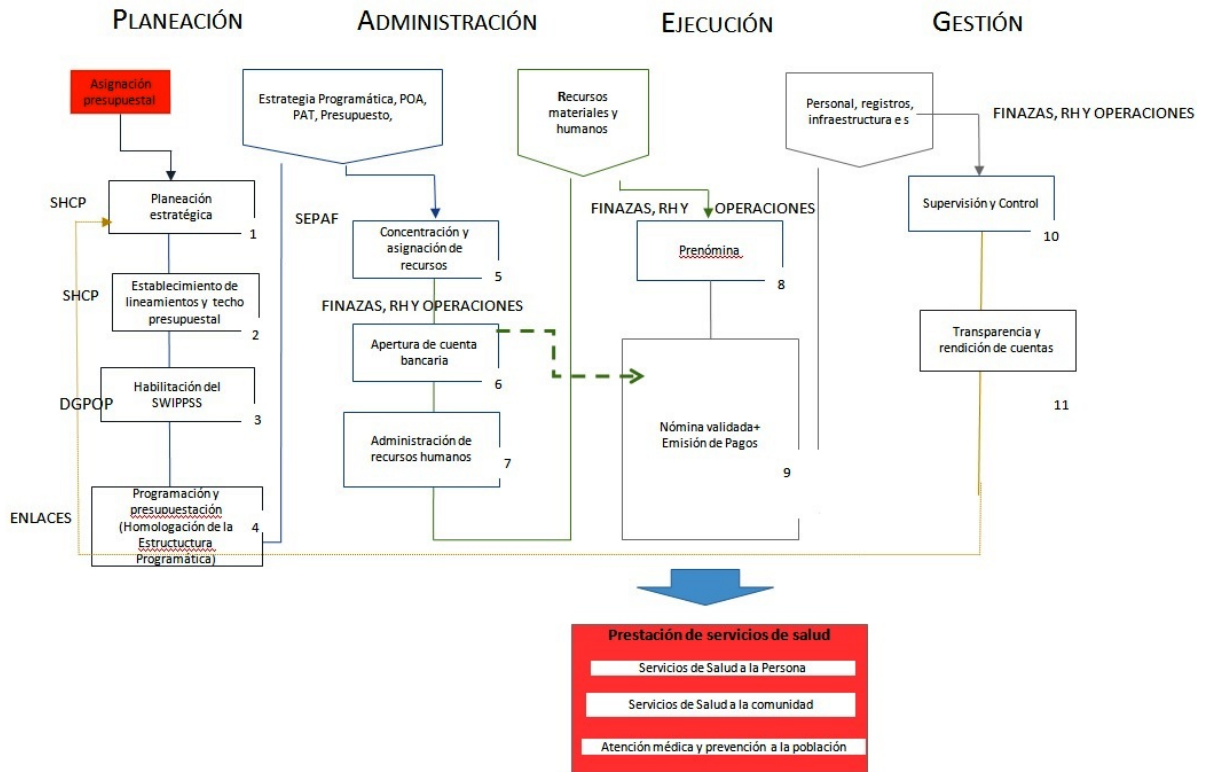 PLANEACIÓN
ADMINISTRACIÓN
EJECUCIÓN
GESTIÓN
Asignación
presupuestal
SHCP
Planeación
estratégica
1
SHCP
Establecimiento de
lineamientos y techo
presupuestal
2
DGPOP
Habilitación del
SWIPPSS
3
ENLACES
Programación y
presupuestación
(Homologación de la
Estructuctura
Programática)
4
Estrategia Programática, POA,
PAT, Presupuesto,
SEPAF
Concentración y
asignación de
recursos
5
FINAZAS, RH Y OPERACIONES
Apertura de cuenta
bancaria
6
Administración de
recursos humanos
7
Recursos
materiales y
humanos
FINAZAS, RH Y OPERACIONES
Prenómina
8
Nómina validada+
Emisión de Pagos
9
Personal, registros,
infraestructura e s
FINAZAS, RH Y OPERACIONES
Supervisión y Control
10
Transparencia y
rendición de cuentas
11
Prestación de servicios de salud
Servicios de Salud a la Persona
Servicios de Salud a la comunidad
Atención médica y prevención a la población